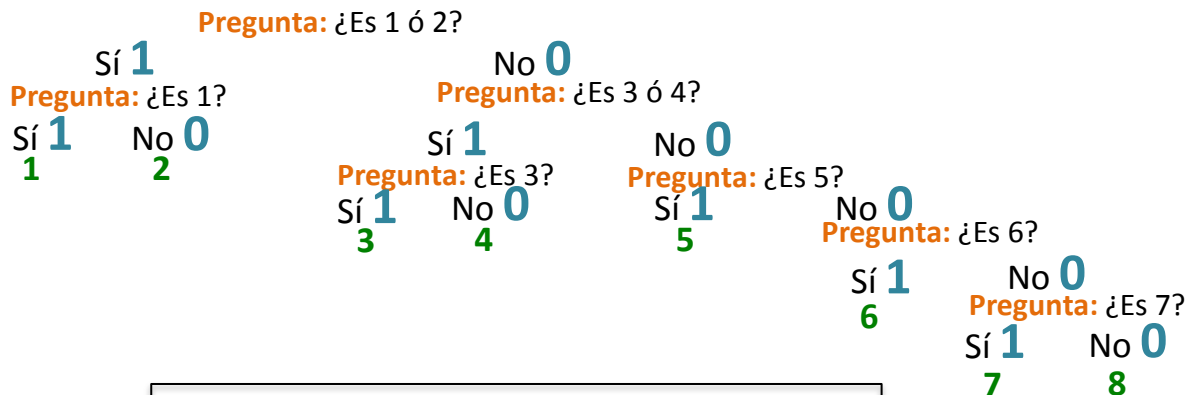 Pregunta: ¿Es 1 ó 2?
Sí 1 No 0
Pregunta: ¿Es 1? Pregunta: ¿Es 3 ó 4?
Sí 1 No 0 Sí 1 No 0
1 2
Pregunta: ¿Es 3? Pregunta: ¿Es 5?
Sí 1 No 0 Sí 1 No 0
3 4 5
Pregunta: ¿Es 6?
Sí 1 No 0
6
Pregunta: ¿Es 7?
Sí 1 No 0
7 8